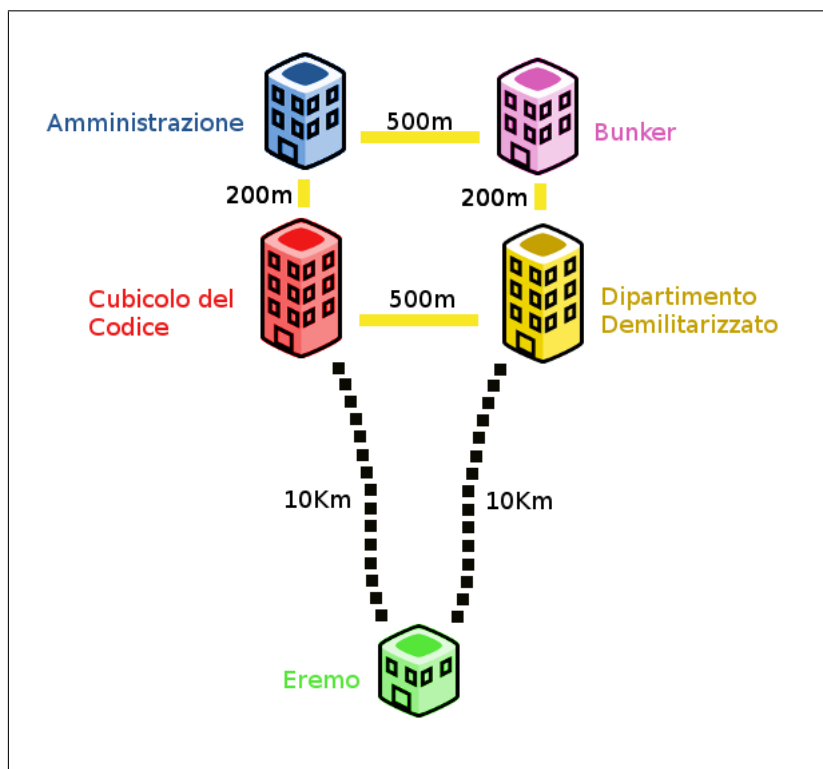 500m
Amministrazione
Bunker
200m
200m
Cubicolo del
Codice
500m
Dipartimento
Demilitarizzato
10Km
10Km
Eremo